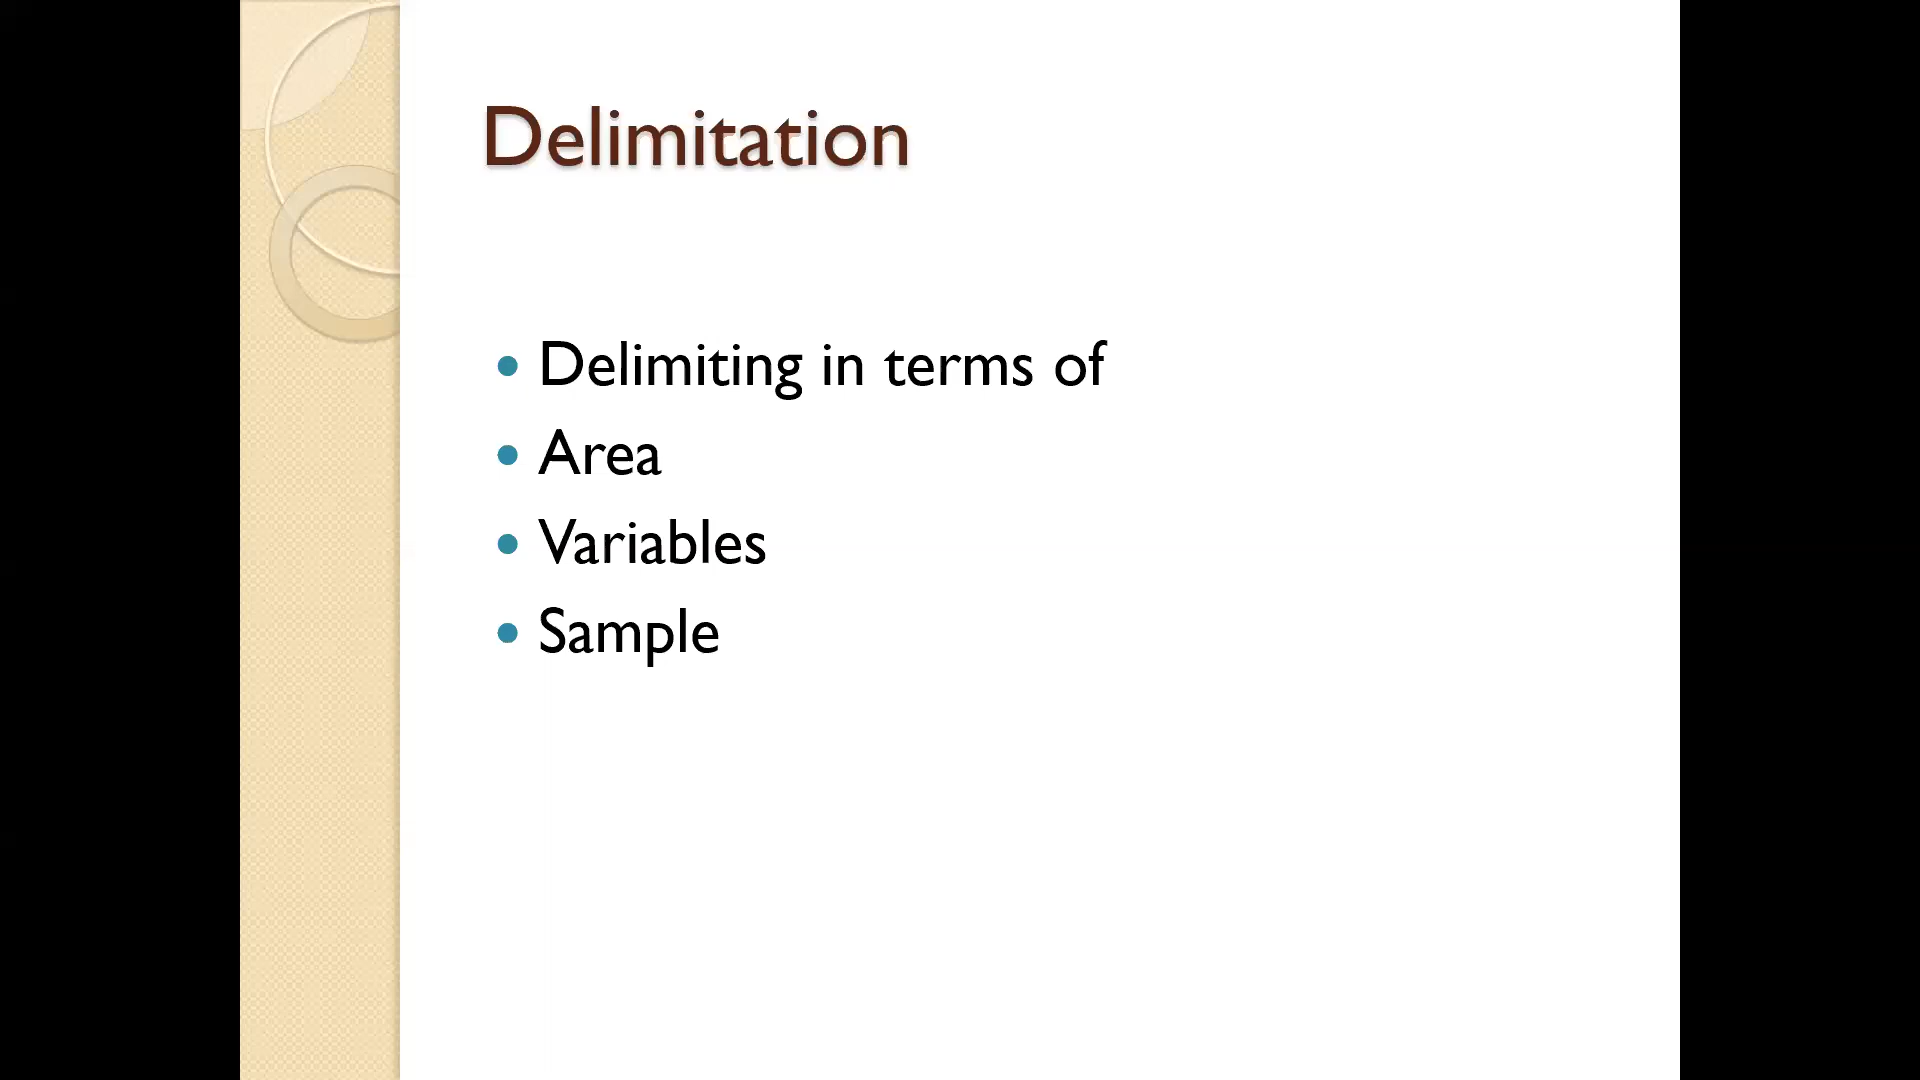 Delimitation
• Delimiting in terms of
• Area
• Variables
• Sample